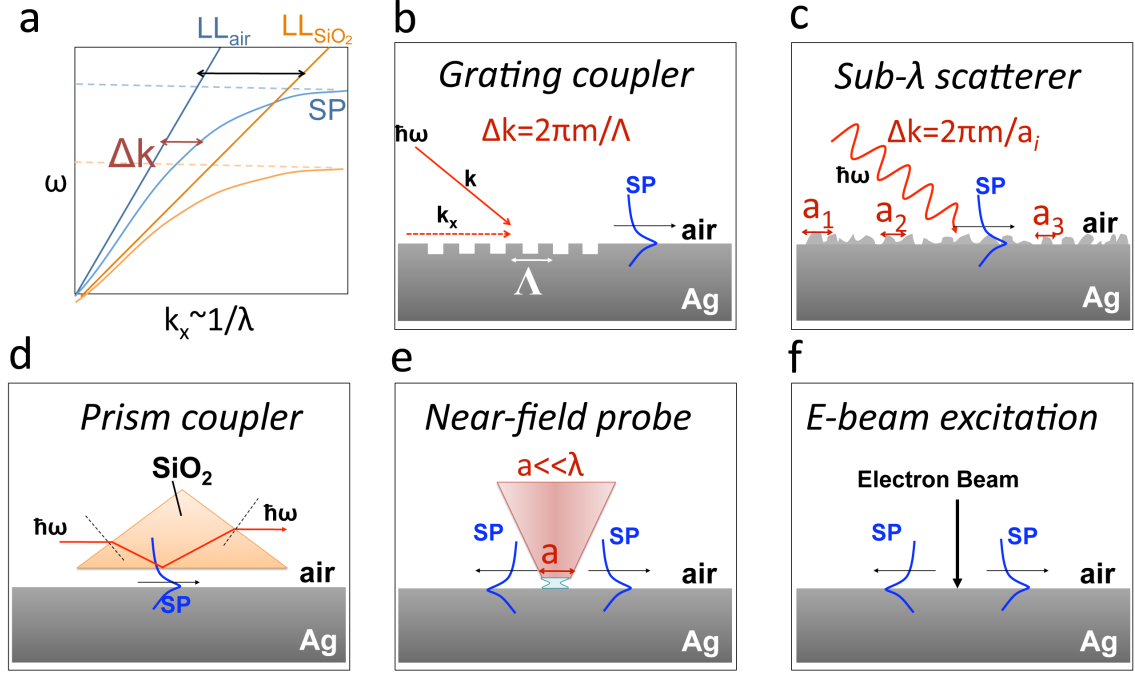 a
LL_air
LL_SiO₂
SP
Δk
ω
kₓ~1/λ
b
Grating coupler
Δk=2πm/Λ
ħω
k
kₓ
SP
air
Λ
Ag
c
Sub-λ scatterer
Δk=2πm/aᵢ
ħω
SP
a₁
a₂
a₃
air
Ag
d
Prism coupler
SiO₂
ħω
ħω
air
SP
Ag
e
Near-field probe
a<<λ
SP
SP
a
air
Ag
f
E-beam excitation
Electron Beam
SP
SP
air
Ag